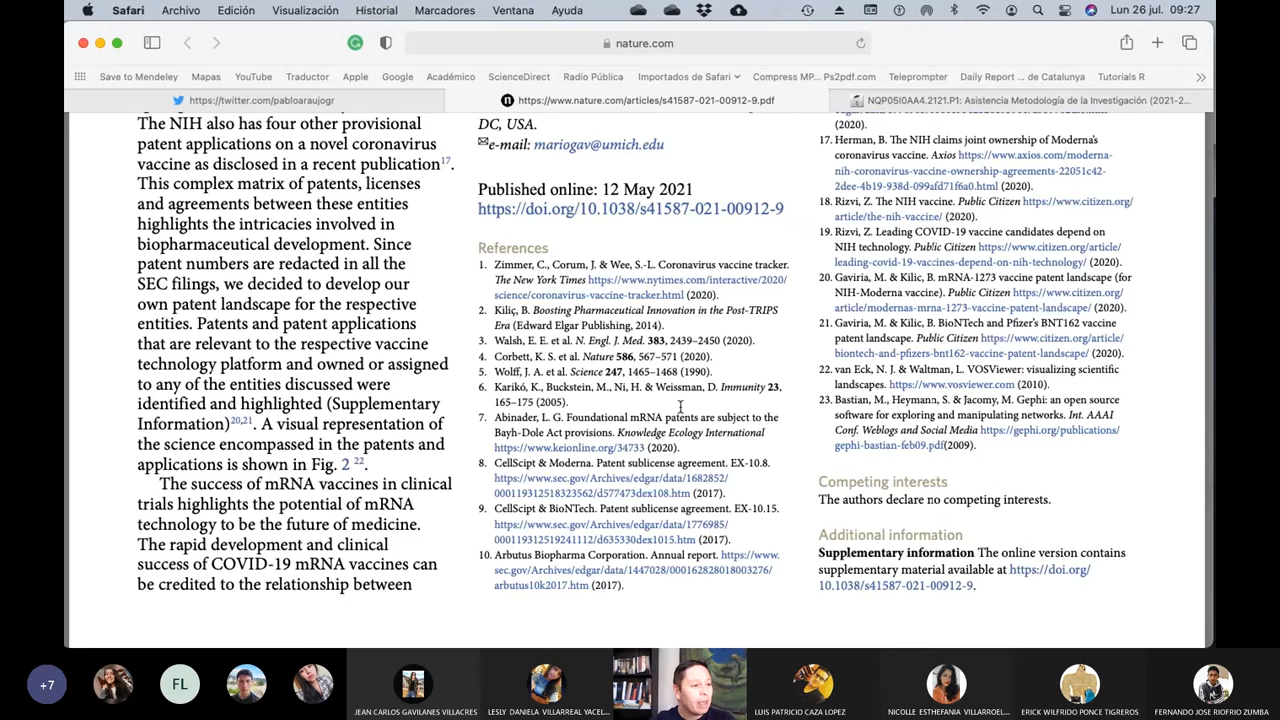 Safari Archivo Edición Visualización Historial Marcadores Ventana Ayuda Lun 26 jul. 09:27
nature.com
Save to Mendeley Mapas YouTube Traductor Apple Google Académico ScienceDirect Radio Pública Importados de Safari Compress MP... Ps2pdf.com Teleprompter Daily Report ... de Catalunya Tutorials R
https://twitter.com/pabloaraujogr https://www.nature.com/articles/s41587-021-00912-9.pdf NQP05I0AA4.2121.P1: Asistencia Metodología de la Investigación (2021-2...
The NIH also has four other provisional
patent applications on a novel coronavirus
vaccine as disclosed in a recent publication17.
This complex matrix of patents, licenses
and agreements between these entities
highlights the intricacies involved in
biopharmaceutical development. Since
patent numbers are redacted in all the
SEC filings, we decided to develop our
own patent landscape for the respective
entities. Patents and patent applications
that are relevant to the respective vaccine
technology platform and owned or assigned
to any of the entities discussed were
identified and highlighted (Supplementary
Information)20,21. A visual representation of
the science encompassed in the patents and
applications is shown in Fig. 2 22.
The success of mRNA vaccines in clinical
trials highlights the potential of mRNA
technology to be the future of medicine.
The rapid development and clinical
success of COVID-19 mRNA vaccines can
be credited to the relationship between
DC, USA.
e-mail: mariogav@umich.edu
Published online: 12 May 2021
https://doi.org/10.1038/s41587-021-00912-9
References
1. Zimmer, C., Corum, J. & Wee, S.-L. Coronavirus vaccine tracker.
The New York Times https://www.nytimes.com/interactive/2020/
science/coronavirus-vaccine-tracker.html (2020).
2. Kiliç, B. Boosting Pharmaceutical Innovation in the Post-TRIPS
Era (Edward Elgar Publishing, 2014).
3. Walsh, E. E. et al. N. Engl. J. Med. 383, 2439–2450 (2020).
4. Corbett, K. S. et al. Nature 586, 567–571 (2020).
5. Wolff, J. A. et al. Science 247, 1465–1468 (1990).
6. Karikó, K., Buckstein, M., Ni, H. & Weissman, D. Immunity 23,
165–175 (2005).
7. Abinader, L. G. Foundational mRNA patents are subject to the
Bayh-Dole Act provisions. Knowledge Ecology International
https://www.keionline.org/34733 (2020).
8. CellScipt & Moderna. Patent sublicense agreement. EX-10.8.
https://www.sec.gov/Archives/edgar/data/1682852/
000119312518323562/d577473dex108.htm (2017).
9. CellScipt & BioNTech. Patent sublicense agreement. EX-10.15.
https://www.sec.gov/Archives/edgar/data/1776985/
000119312519241112/d635330dex1015.htm (2017).
10. Arbutus Biopharma Corporation. Annual report. https://www.
sec.gov/Archives/edgar/data/1447028/000162828018003276/
arbutus10k2017.htm (2017).
(2020).
17. Herman, B. The NIH claims joint ownership of Moderna's
coronavirus vaccine. Axios https://www.axios.com/moderna-
nih-coronavirus-vaccine-ownership-agreements-22051c42-
2dee-4b19-938d-099afd71f6a0.html (2020).
18. Rizvi, Z. The NIH vaccine. Public Citizen https://www.citizen.org/
article/the-nih-vaccine/ (2020).
19. Rizvi, Z. Leading COVID-19 vaccine candidates depend on
NIH technology. Public Citizen https://www.citizen.org/article/
leading-covid-19-vaccines-depend-on-nih-technology/ (2020).
20. Gaviria, M. & Kilic, B. mRNA-1273 vaccine patent landscape (for
NIH-Moderna vaccine). Public Citizen https://www.citizen.org/
article/modernas-mrna-1273-vaccine-patent-landscape/ (2020).
21. Gaviria, M. & Kilic, B. BioNTech and Pfizer's BNT162 vaccine
patent landscape. Public Citizen https://www.citizen.org/article/
biontech-and-pfizers-bnt162-vaccine-patent-landscape/ (2020).
22. van Eck, N. J. & Waltman, L. VOSViewer: visualizing scientific
landscapes. https://www.vosviewer.com (2010).
23. Bastian, M., Heymann, S. & Jacomy, M. Gephi: an open source
software for exploring and manipulating networks. Int. AAAI
Conf. Weblogs and Social Media https://gephi.org/publications/
gephi-bastian-feb09.pdf(2009).
Competing interests
The authors declare no competing interests.
Additional information
Supplementary information The online version contains
supplementary material available at https://doi.org/
10.1038/s41587-021-00912-9.
+7 FL
JEAN CARLOS GAVILANES VILLACRES LESLY DANIELA VILLARREAL YACEL... LUIS PATRICIO CAZA LOPEZ NICOLLE ESTHEFANIA VILLARROEL... ERICK WILFRIDO PONCE TIGREROS FERNANDO JOSE RIOFRIO ZUMBA